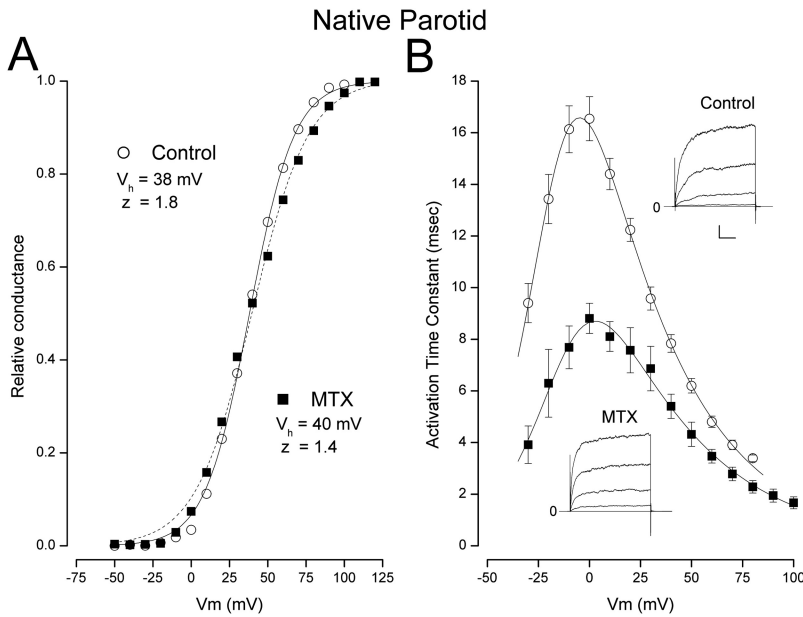 Native Parotid
A
B
1.0
0.8
0.6
0.4
0.2
0.0
Relative conductance
Control
Vh = 38 mV
z = 1.8
MTX
Vh = 40 mV
z = 1.4
-75 -50 -25 0 25 50 75 100 125
Vm (mV)
18
16
14
12
10
8
6
4
2
0
Activation Time Constant (msec)
Control
0
MTX
0
-50 -25 0 25 50 75 100
Vm (mV)